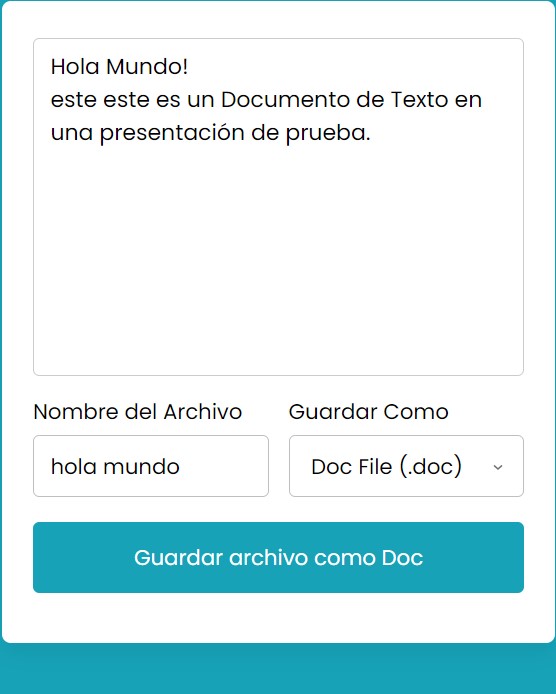 Hola Mundo!
este este es un Documento de Texto en
una presentación de prueba.
Nombre del Archivo
Guardar Como
hola mundo
Doc File (.doc)
Guardar archivo como Doc